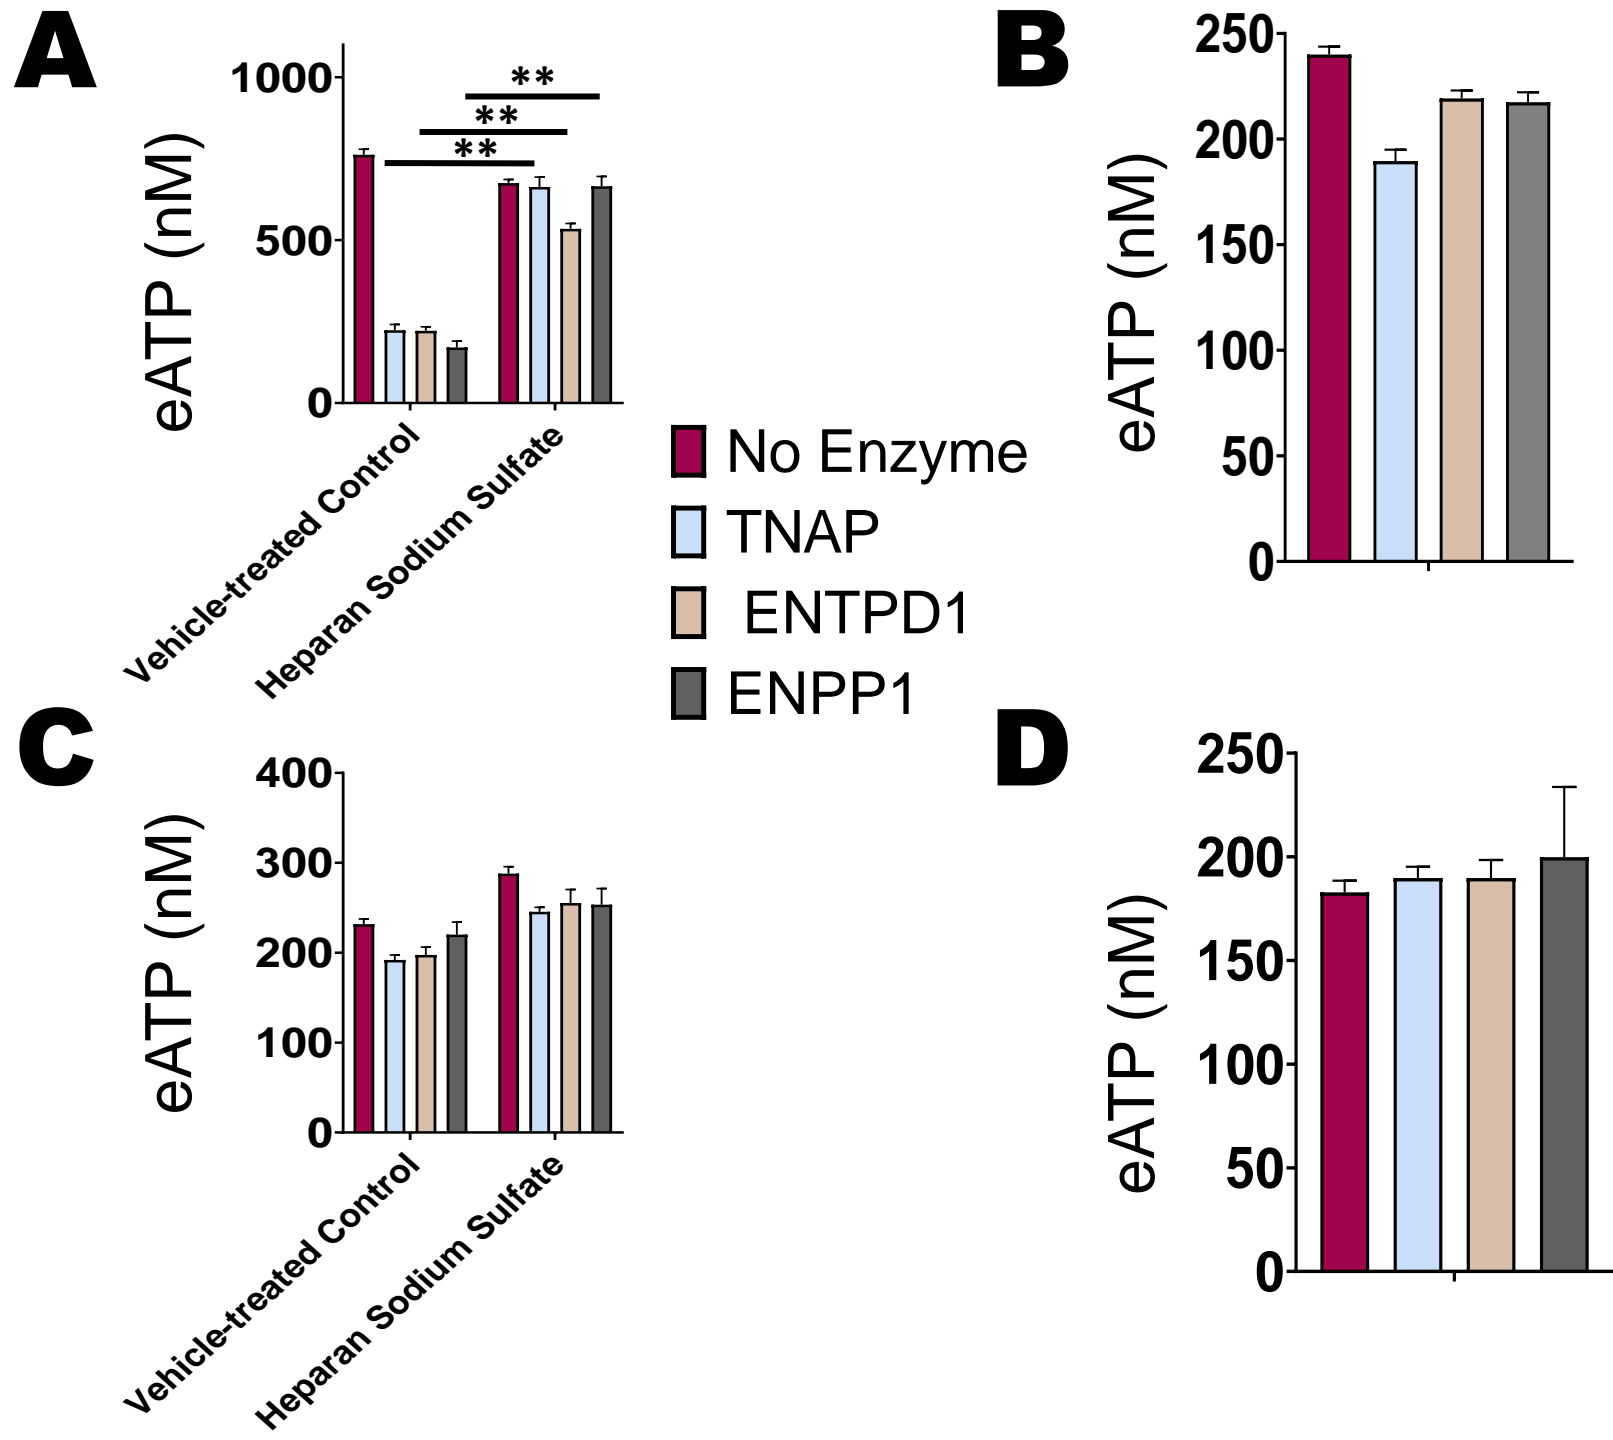 A
eATP (nM)
1000
500
0
**
**
**
Vehicle-treated Control
Heparan Sodium Sulfate
No Enzyme
TNAP
ENTPD1
ENPP1
B
eATP (nM)
250
200
150
100
50
0
C
eATP (nM)
400
300
200
100
0
Vehicle-treated Control
Heparan Sodium Sulfate
D
eATP (nM)
250
200
150
100
50
0